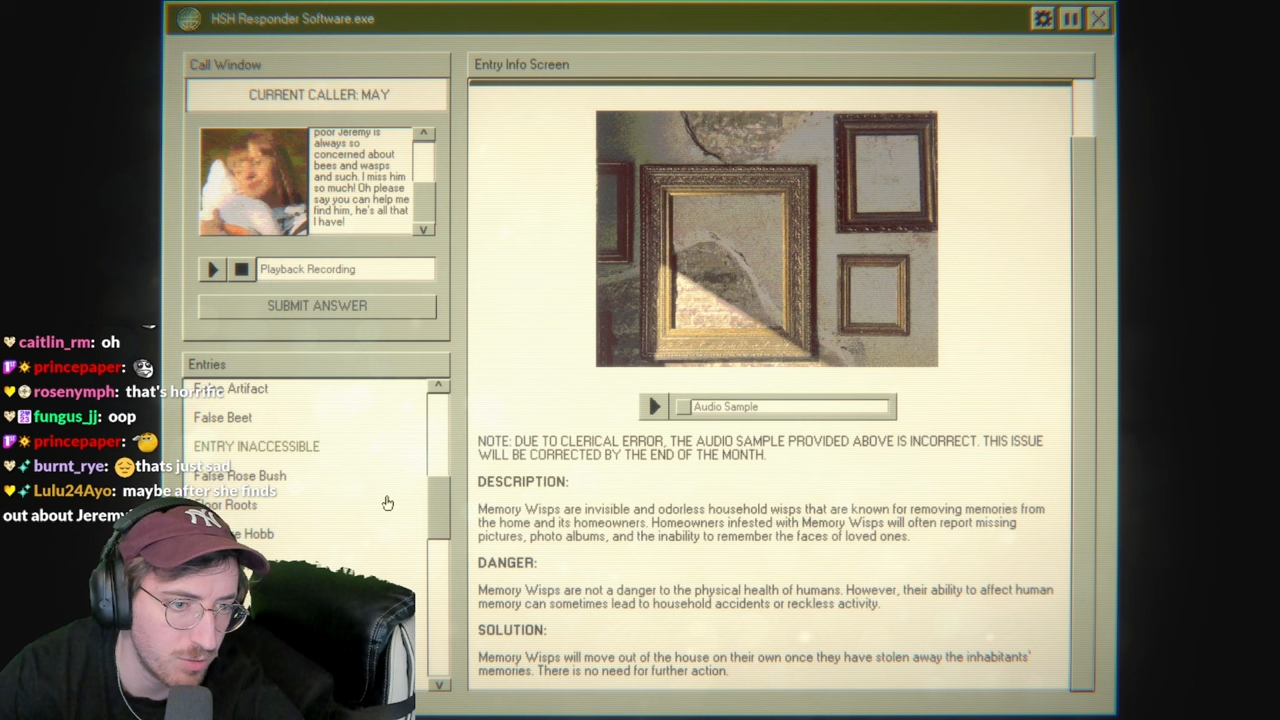 HSH Responder Software.exe
Call Window
CURRENT CALLER: MAY
poor Jeremy is
always so
concerned about
bees and wasps
and such. I miss him
so much! Oh please
say you can help me
find him, he's all that
I have!
Playback Recording
SUBMIT ANSWER
Entries
False Artifact
False Beet
ENTRY INACCESSIBLE
False Rose Bush
Floor Roots
Hobb
Entry Info Screen
Audio Sample
NOTE: DUE TO CLERICAL ERROR, THE AUDIO SAMPLE PROVIDED ABOVE IS INCORRECT. THIS ISSUE
WILL BE CORRECTED BY THE END OF THE MONTH.
DESCRIPTION:
Memory Wisps are invisible and odorless household wisps that are known for removing memories from
the home and its homeowners. Homeowners infested with Memory Wisps will often report missing
pictures, photo albums, and the inability to remember the faces of loved ones.
DANGER:
Memory Wisps are not a danger to the physical health of humans. However, their ability to affect human
memory can sometimes lead to household accidents or reckless activity.
SOLUTION:
Memory Wisps will move out of the house on their own once they have stolen away the inhabitants'
memories. There is no need for further action.
caitlin_rm: oh
princepaper:
rosenymph: that's horrific
fungus_jj: oop
princepaper:
burnt_rye: thats just sad
Lulu24Ayo: maybe after she finds
out about Jeremy